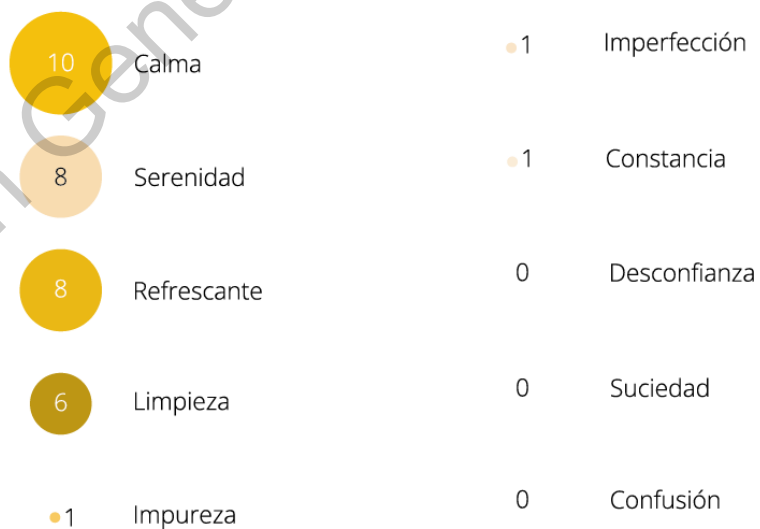 10 Calma
8 Serenidad
8 Refrescante
6 Limpieza
1 Impureza
1 Imperfección
1 Constancia
0 Desconfianza
0 Suciedad
0 Confusión